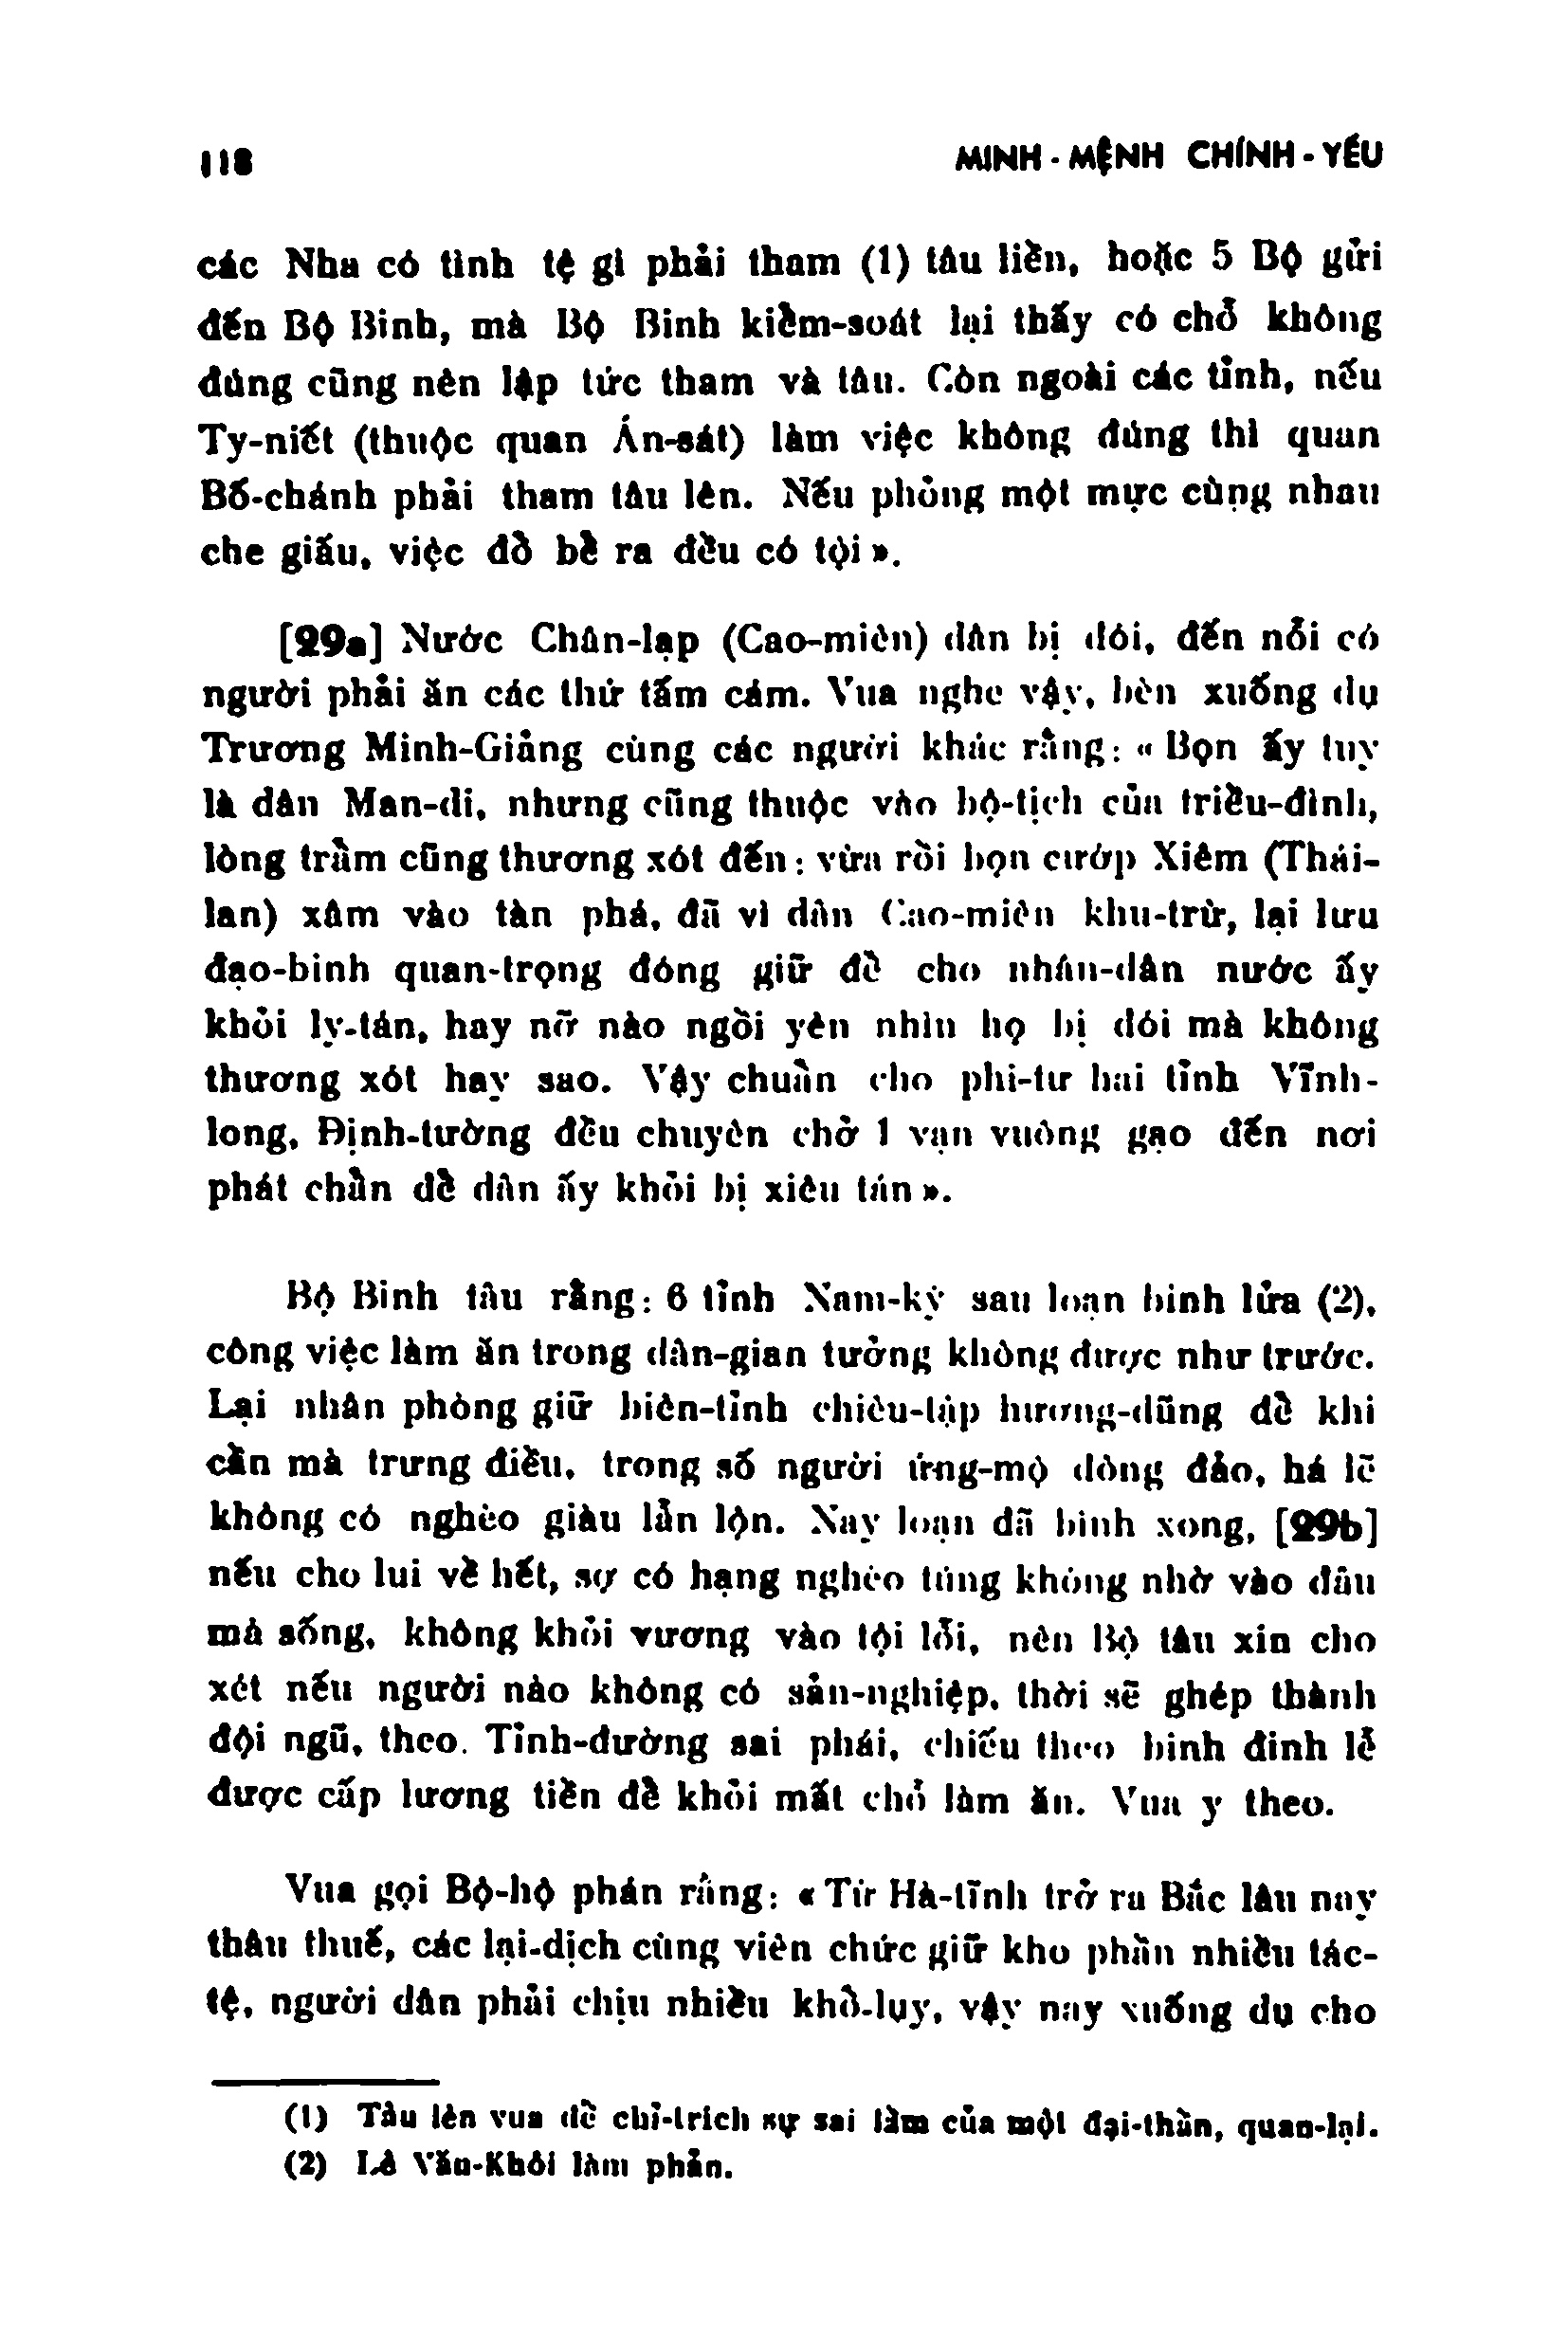 118
MINH - MỆNH CHÍNH - YẾU
các Nha có tình tệ gì phải tham (1) tâu liền, hoặc 5 Bộ gửi
đến Bộ Binh, mà Bộ Binh kiểm-soát lại thấy có chỗ không
đúng cũng nên lập tức tham và tâu. Còn ngoài các tỉnh, nếu
Ty-niết (thuộc quan Án-sát) làm việc không đúng thì quan
Bố-chánh phải tham tâu lên. Nếu phỏng một mực cùng nhau
che giấu, việc đổ bể ra đều có tội ».
[29a] Nước Chân-lạp (Cao-miên) dân bị đói, đến nỗi có
người phải ăn các thứ tấm cám. Vua nghe vậy, bèn xuống dụ
Trương Minh-Giảng cùng các người khác rằng: « Bọn ấy tuy
là dân Man-di, nhưng cũng thuộc vào bộ-tịch của triều-đình,
lòng trẫm cũng thương xót đến: vừa rồi bọn cướp Xiêm (Thái-
lan) xâm vào tàn phá, đã vì dân Cao-miên khu-trừ, lại lưu
đạo-binh quan-trọng đóng giữ để cho nhân-dân nước ấy
khỏi ly-tán, hay nỡ nào ngồi yên nhìn họ bị đói mà không
thương xót hay sao. Vậy chuẩn cho phi-tư hai tỉnh Vĩnh-
long, Định-tường đều chuyên chở 1 vạn vuông gạo đến nơi
phát chẩn để dân ấy khỏi bị xiêu tán ».
Bộ Binh tâu rằng: 6 tỉnh Nam-kỳ sau loạn binh lửa (2),
công việc làm ăn trong dân-gian tưởng không được như trước.
Lại nhân phòng giữ biên-tỉnh chiêu-tập hương-dũng để khi
cần mà trưng điều, trong số người ứng-mộ đông đảo, há lẽ
không có nghèo giàu lẫn lộn. Nay loạn đã bình xong, [29b]
nếu cho lui về hết, sợ có hạng nghèo túng không nhờ vào đâu
mà sống, không khỏi vương vào tội lỗi, nên Bộ tâu xin cho
xét nếu người nào không có sản-nghiệp, thời sẽ ghép thành
đội ngũ, theo. Tỉnh-đường sai phái, chiếu theo binh đinh lệ
được cấp lương tiền để khỏi mất chỗ làm ăn. Vua y theo.
Vua gọi Bộ-hộ phán rằng: « Từ Hà-tĩnh trở ra Bắc lâu nay
thâu thuế, các lại-dịch cùng viên chức giữ kho phần nhiều tác-
tệ, người dân phải chịu nhiều khổ-lụy, vậy nay xuống dụ cho
(1) Tâu lên vua để chỉ-trích sự sai lầm của một đại-thần, quan-lại.
(2) Lê Văn-Khôi làm phản.